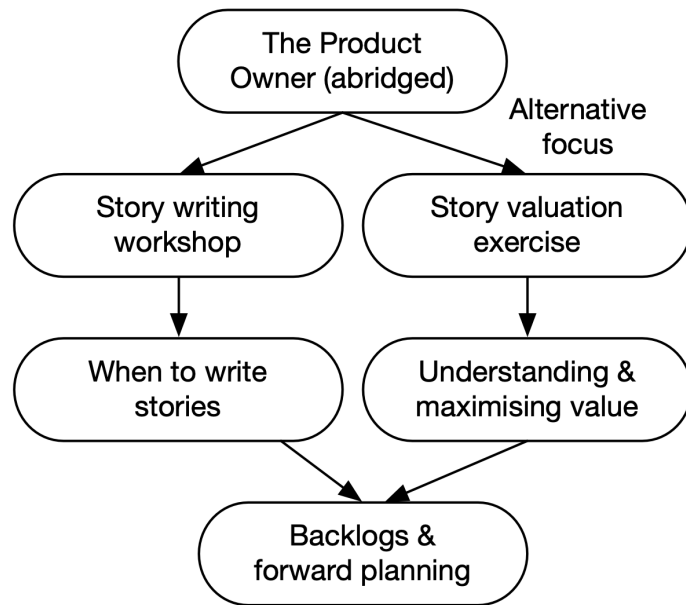 The Product
Owner (abridged)
Alternative
focus
Story writing
workshop
Story valuation
exercise
When to write
stories
Understanding &
maximising value
Backlogs &
forward planning